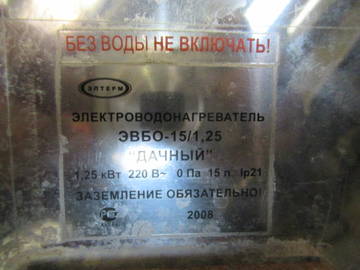 БЕЗ ВОДЫ НЕ ВКЛЮЧАТЬ!
ЭЛТЕРМ
ЭЛЕКТРОВОДОНАГРЕВАТЕЛЬ
ЭВБО-15/1,25
"ДАЧНЫЙ"
1,25 кВт 220 В~ 0 Па 15 л. Ip21
ЗАЗЕМЛЕНИЕ ОБЯЗАТЕЛЬНО!
2008